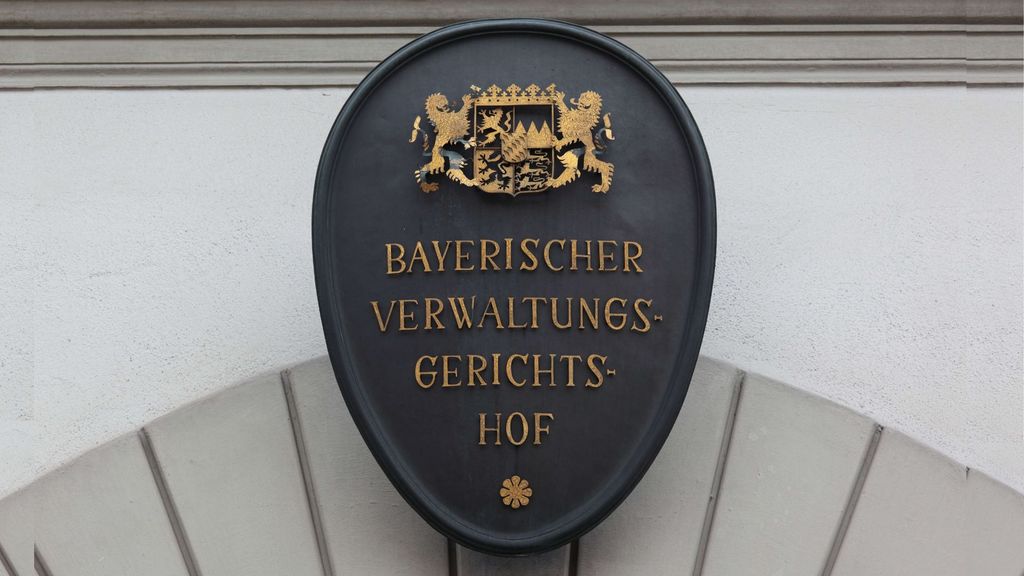 BAYERISCHER
VERWALTUNGS-
GERICHTS-
HOF